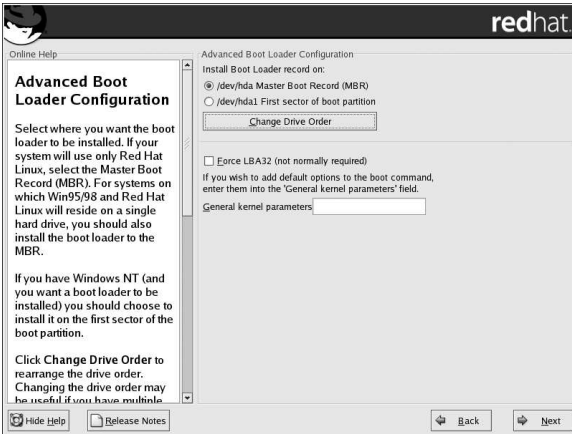 redhat.
Online Help
Advanced Boot
Loader Configuration
Select where you want the boot
loader to be installed. If your
system will use only Red Hat
Linux, select the Master Boot
Record (MBR). For systems on
which Win95/98 and Red Hat
Linux will reside on a single
hard drive, you should also
install the boot loader to the
MBR.
If you have Windows NT (and
you want a boot loader to be
installed) you should choose to
install it on the first sector of the
boot partition.
Click Change Drive Order to
rearrange the drive order.
Changing the drive order may
be useful if you have multiple
Advanced Boot Loader Configuration
Install Boot Loader record on:
/dev/hda Master Boot Record (MBR)
/dev/hda1 First sector of boot partition
Change Drive Order
Force LBA32 (not normally required)
If you wish to add default options to the boot command,
enter them into the 'General kernel parameters' field.
General kernel parameters
Hide Help
Release Notes
Back
Next